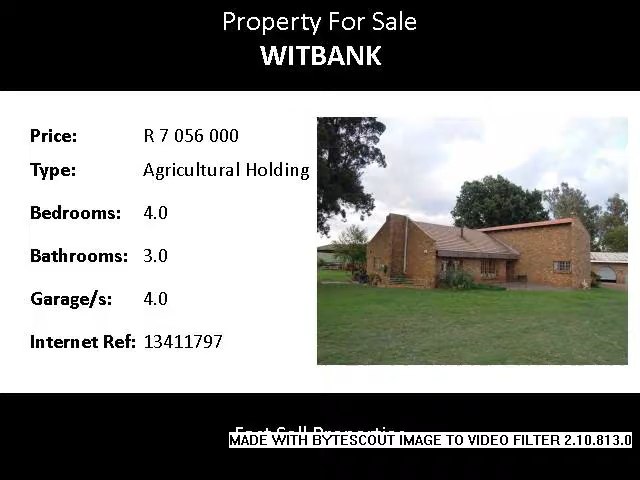 Property For Sale
WITBANK
Price: R 7 056 000
Type: Agricultural Holding
Bedrooms: 4.0
Bathrooms: 3.0
Garage/s: 4.0
Internet Ref: 13411797
MADE WITH BYTESCOUT IMAGE TO VIDEO FILTER 2.10.813.0